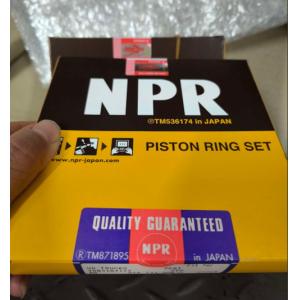 NPR
®TM536174 in JAPAN
PISTON RING SET
www.npr-japan.com
QUALITY GUARANTEED
NPR
®TM871895
in JAPAN